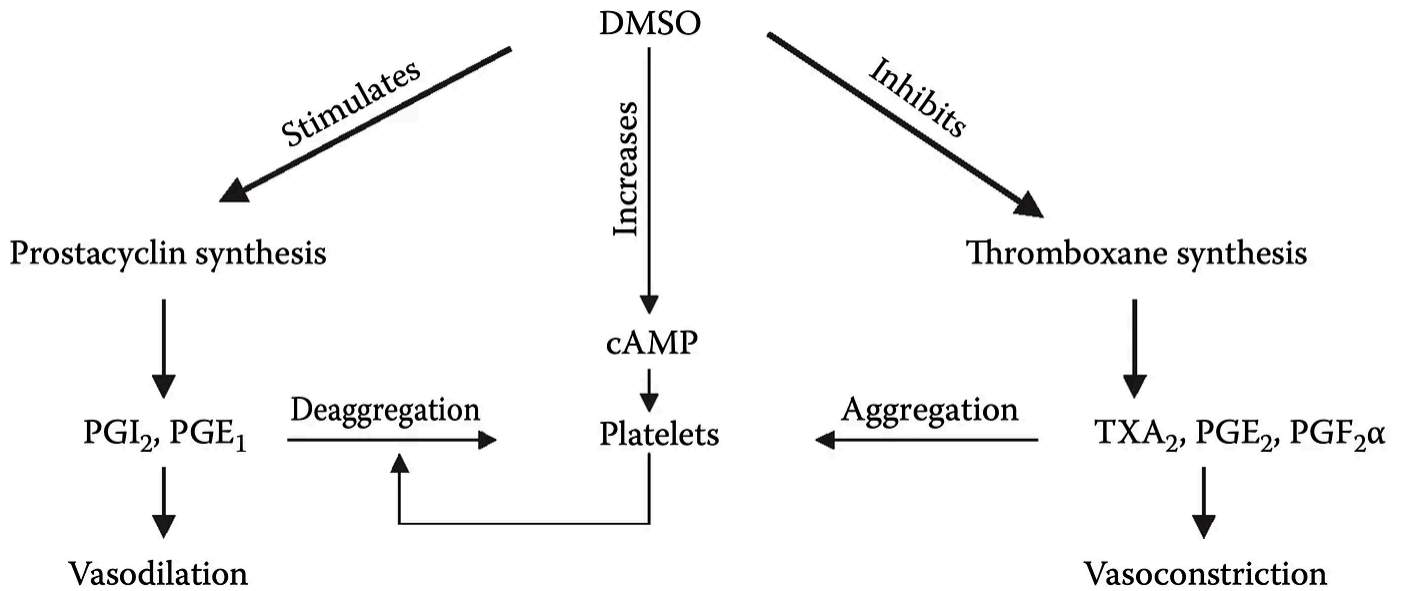 DMSO
Stimulates
Increases
Inhibits
Prostacyclin synthesis
Thromboxane synthesis
cAMP
PGI₂, PGE₁
Deaggregation
Platelets
Aggregation
TXA₂, PGE₂, PGF₂α
Vasodilation
Vasoconstriction